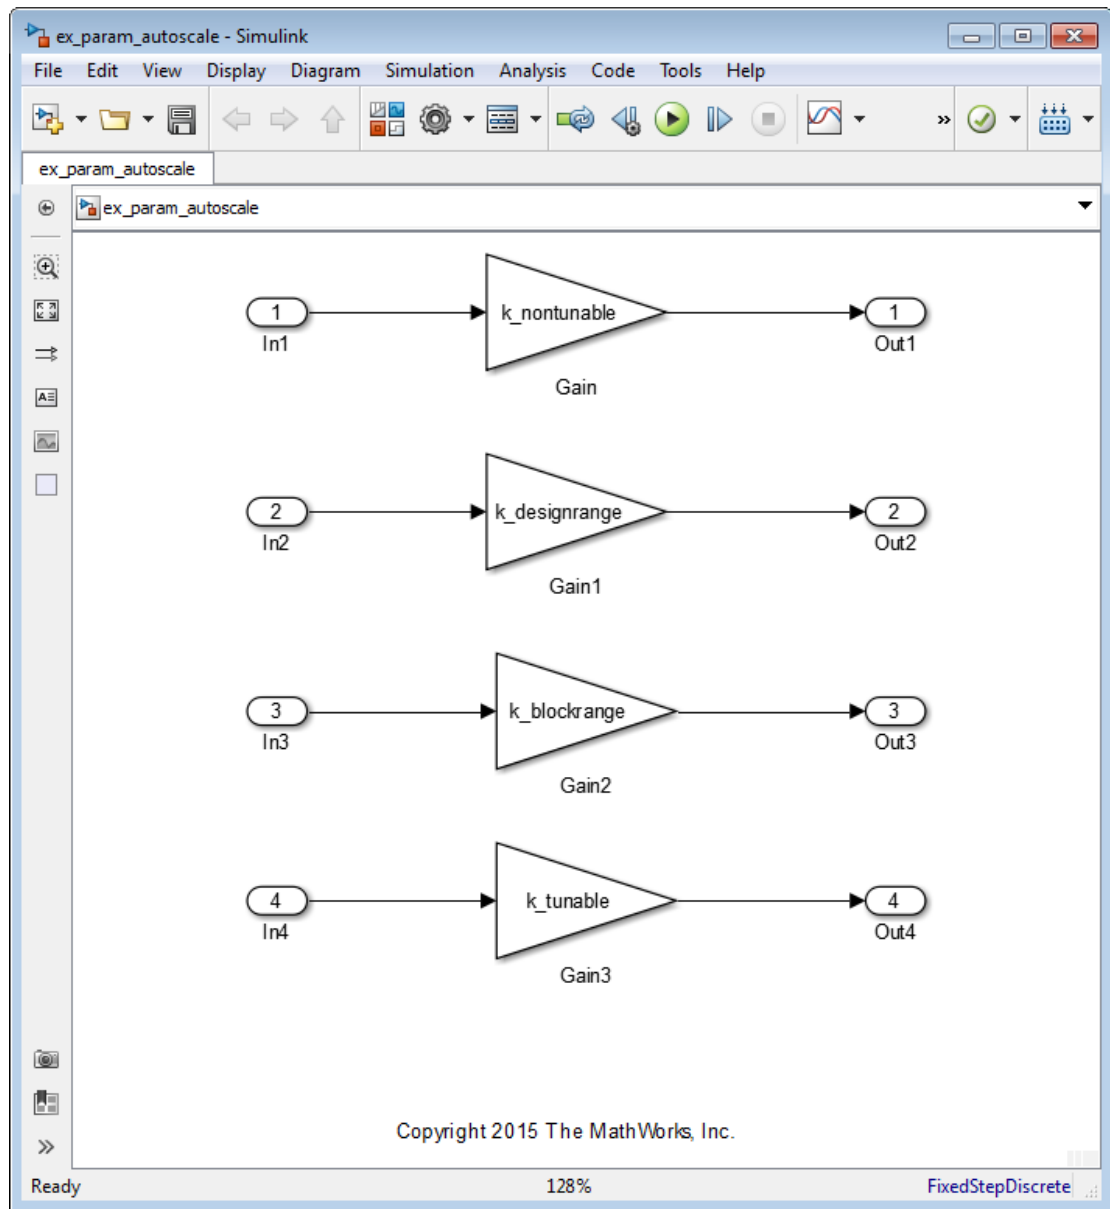 ex_param_autoscale - Simulink
File Edit View Display Diagram Simulation Analysis Code Tools Help
»
ex_param_autoscale
ex_param_autoscale
1 k_nontunable 1
In1 Out1
Gain
2 k_designrange 2
In2 Out2
Gain1
3 k_blockrange 3
In3 Out3
Gain2
4 k_tunable 4
In4 Out4
Gain3
Copyright 2015 The MathWorks, Inc.
»
Ready 128% FixedStepDiscrete